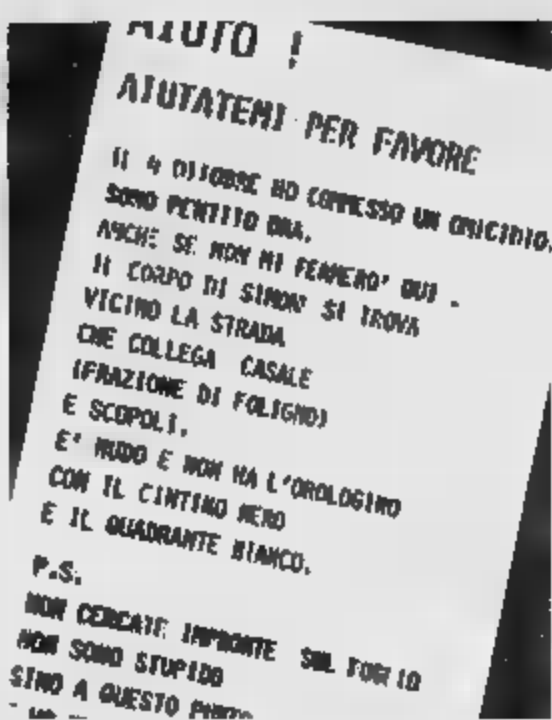 AIUTO !
AIUTATEMI PER FAVORE
IL 4 OTTOBRE HO COMMESSO UN OMICIDIO.
SONO PENTITO ORA,
ANCHE SE NON MI FERMERO' QUI -
IL CORPO DI SIMON' SI TROVA
VICINO LA STRADA
CHE COLLEGA CASALE
(FRAZIONE DI FOLIGNO)
E SCOPOLI.
E' NUDO E NON HA L'OROLOGINO
CON IL CINTINO NERO
E IL QUADRANTE BIANCO.
P.S.
NON CERCATE IMPRONTE SUL FOGLIO
NON SONO STUPIDO
SINO A QUESTO PUNTO